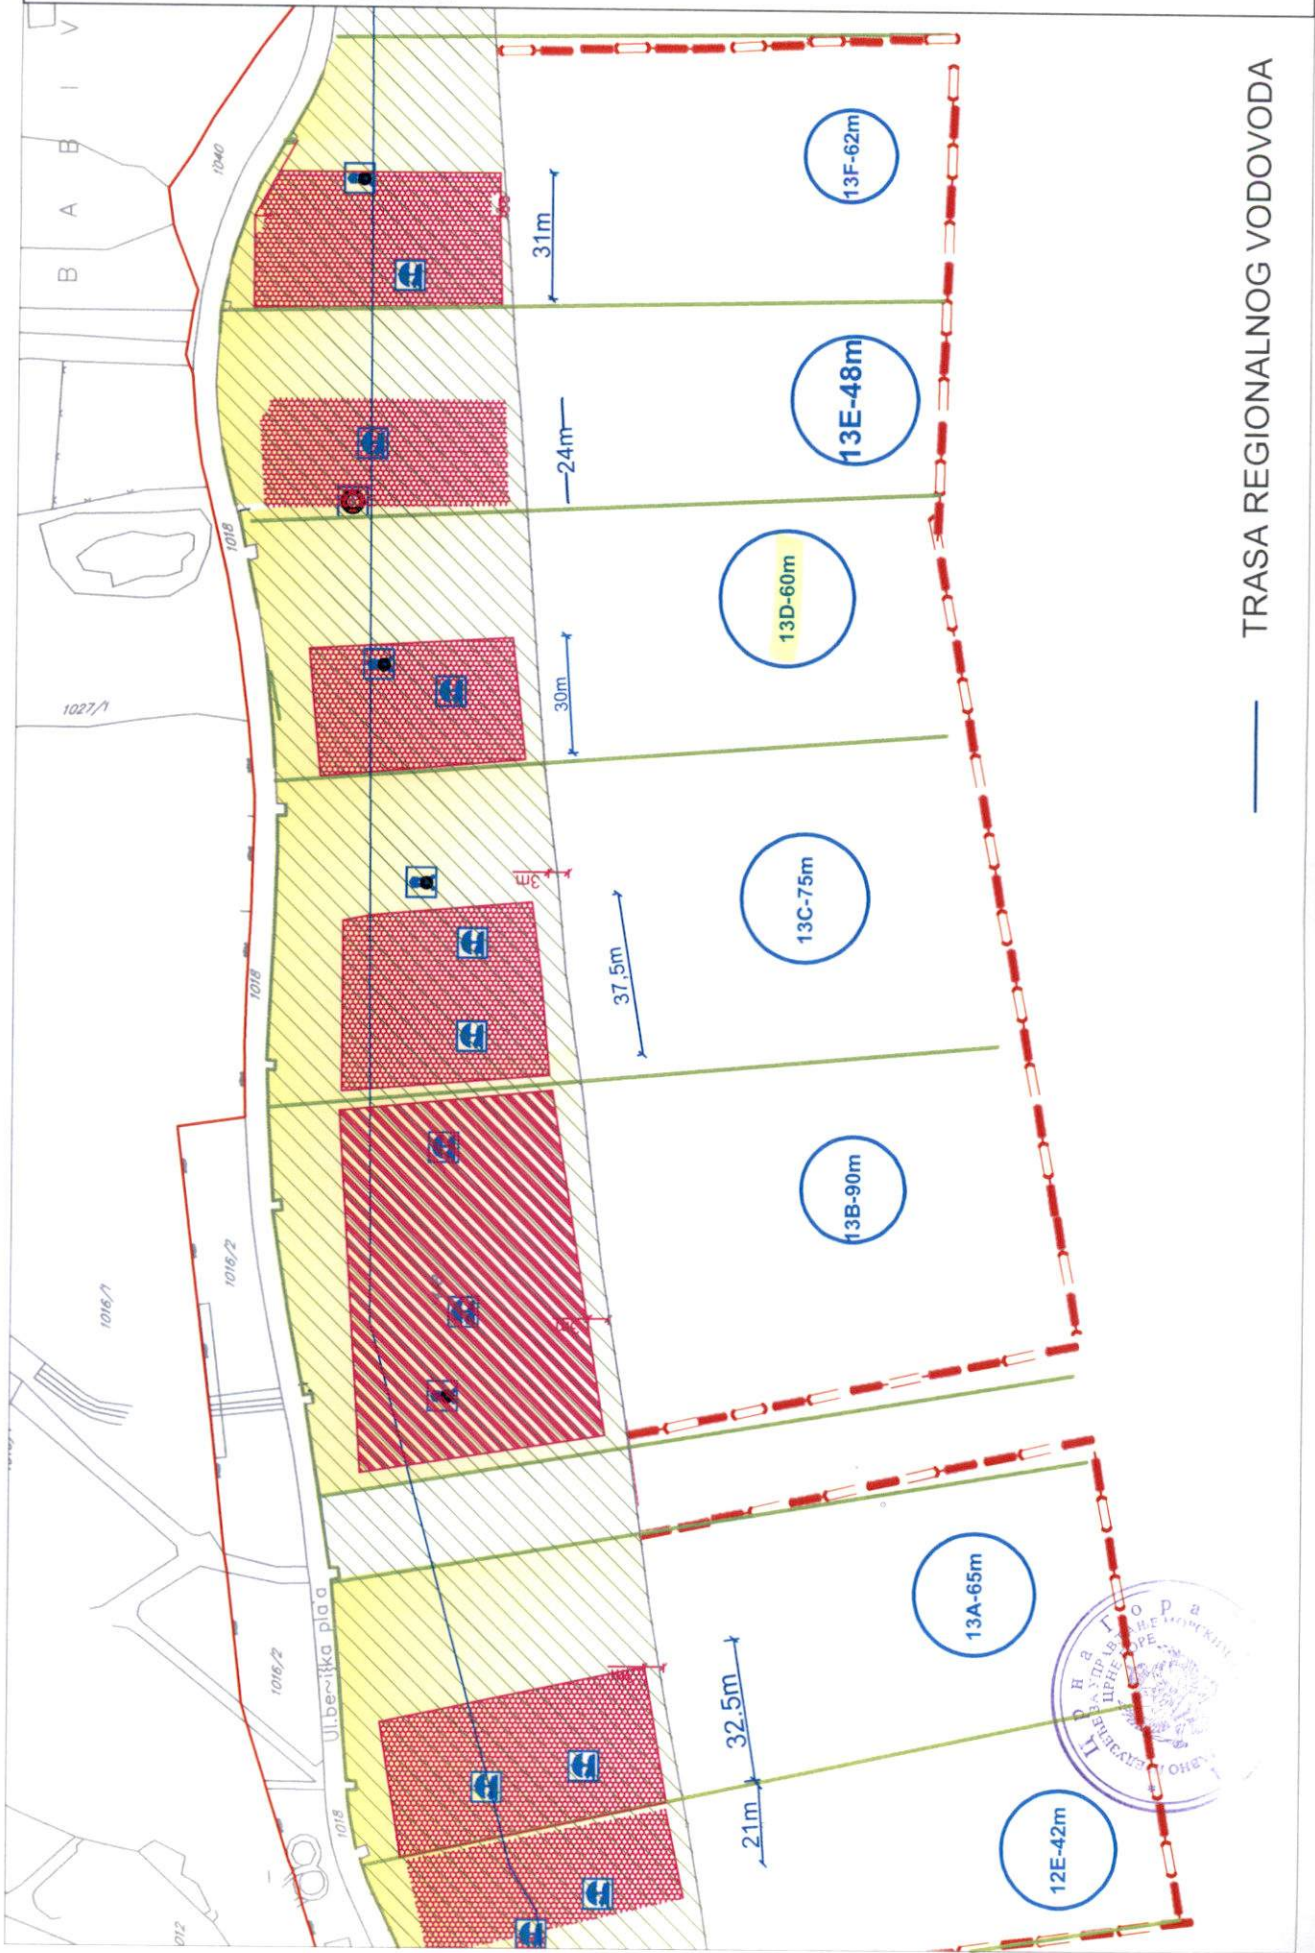 B A B I V
1040
1018
1027/1
1018
1016/1
1016/2
1016/2
1018
012
Ul.be~i{ka pla`a
31m
24m
30m
3m
37,5m
32.5m
21m
13F-62m
13E-48m
13D-60m
13C-75m
13B-90m
13A-65m
12E-42m
TRASA REGIONALNOG VODOVODA
Црна Гора